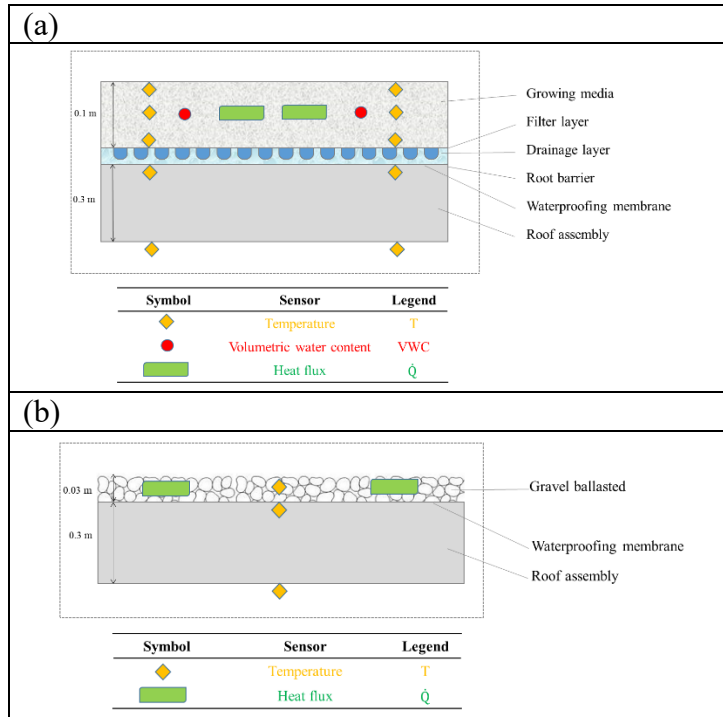 (a)
0.1 m
0.3 m
Growing media
Filter layer
Drainage layer
Root barrier
Waterproofing membrane
Roof assembly
Symbol Sensor Legend
Temperature T
Volumetric water content VWC
Heat flux Q̇
(b)
0.03 m
0.3 m
Gravel ballasted
Waterproofing membrane
Roof assembly
Symbol Sensor Legend
Temperature T
Heat flux Q̇